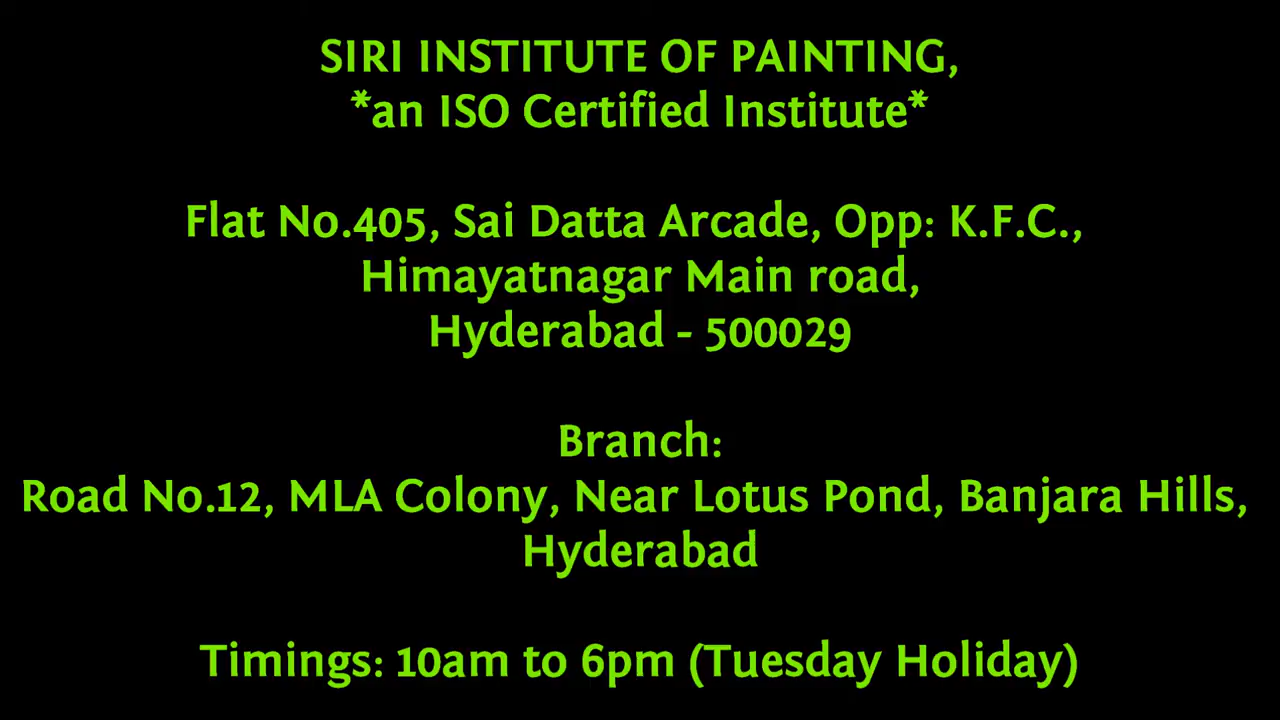 SIRI INSTITUTE OF PAINTING,
*an ISO Certified Institute*
Flat No.405, Sai Datta Arcade, Opp: K.F.C.,
Himayatnagar Main road,
Hyderabad - 500029
Branch:
Road No.12, MLA Colony, Near Lotus Pond, Banjara Hills,
Hyderabad
Timings: 10am to 6pm (Tuesday Holiday)